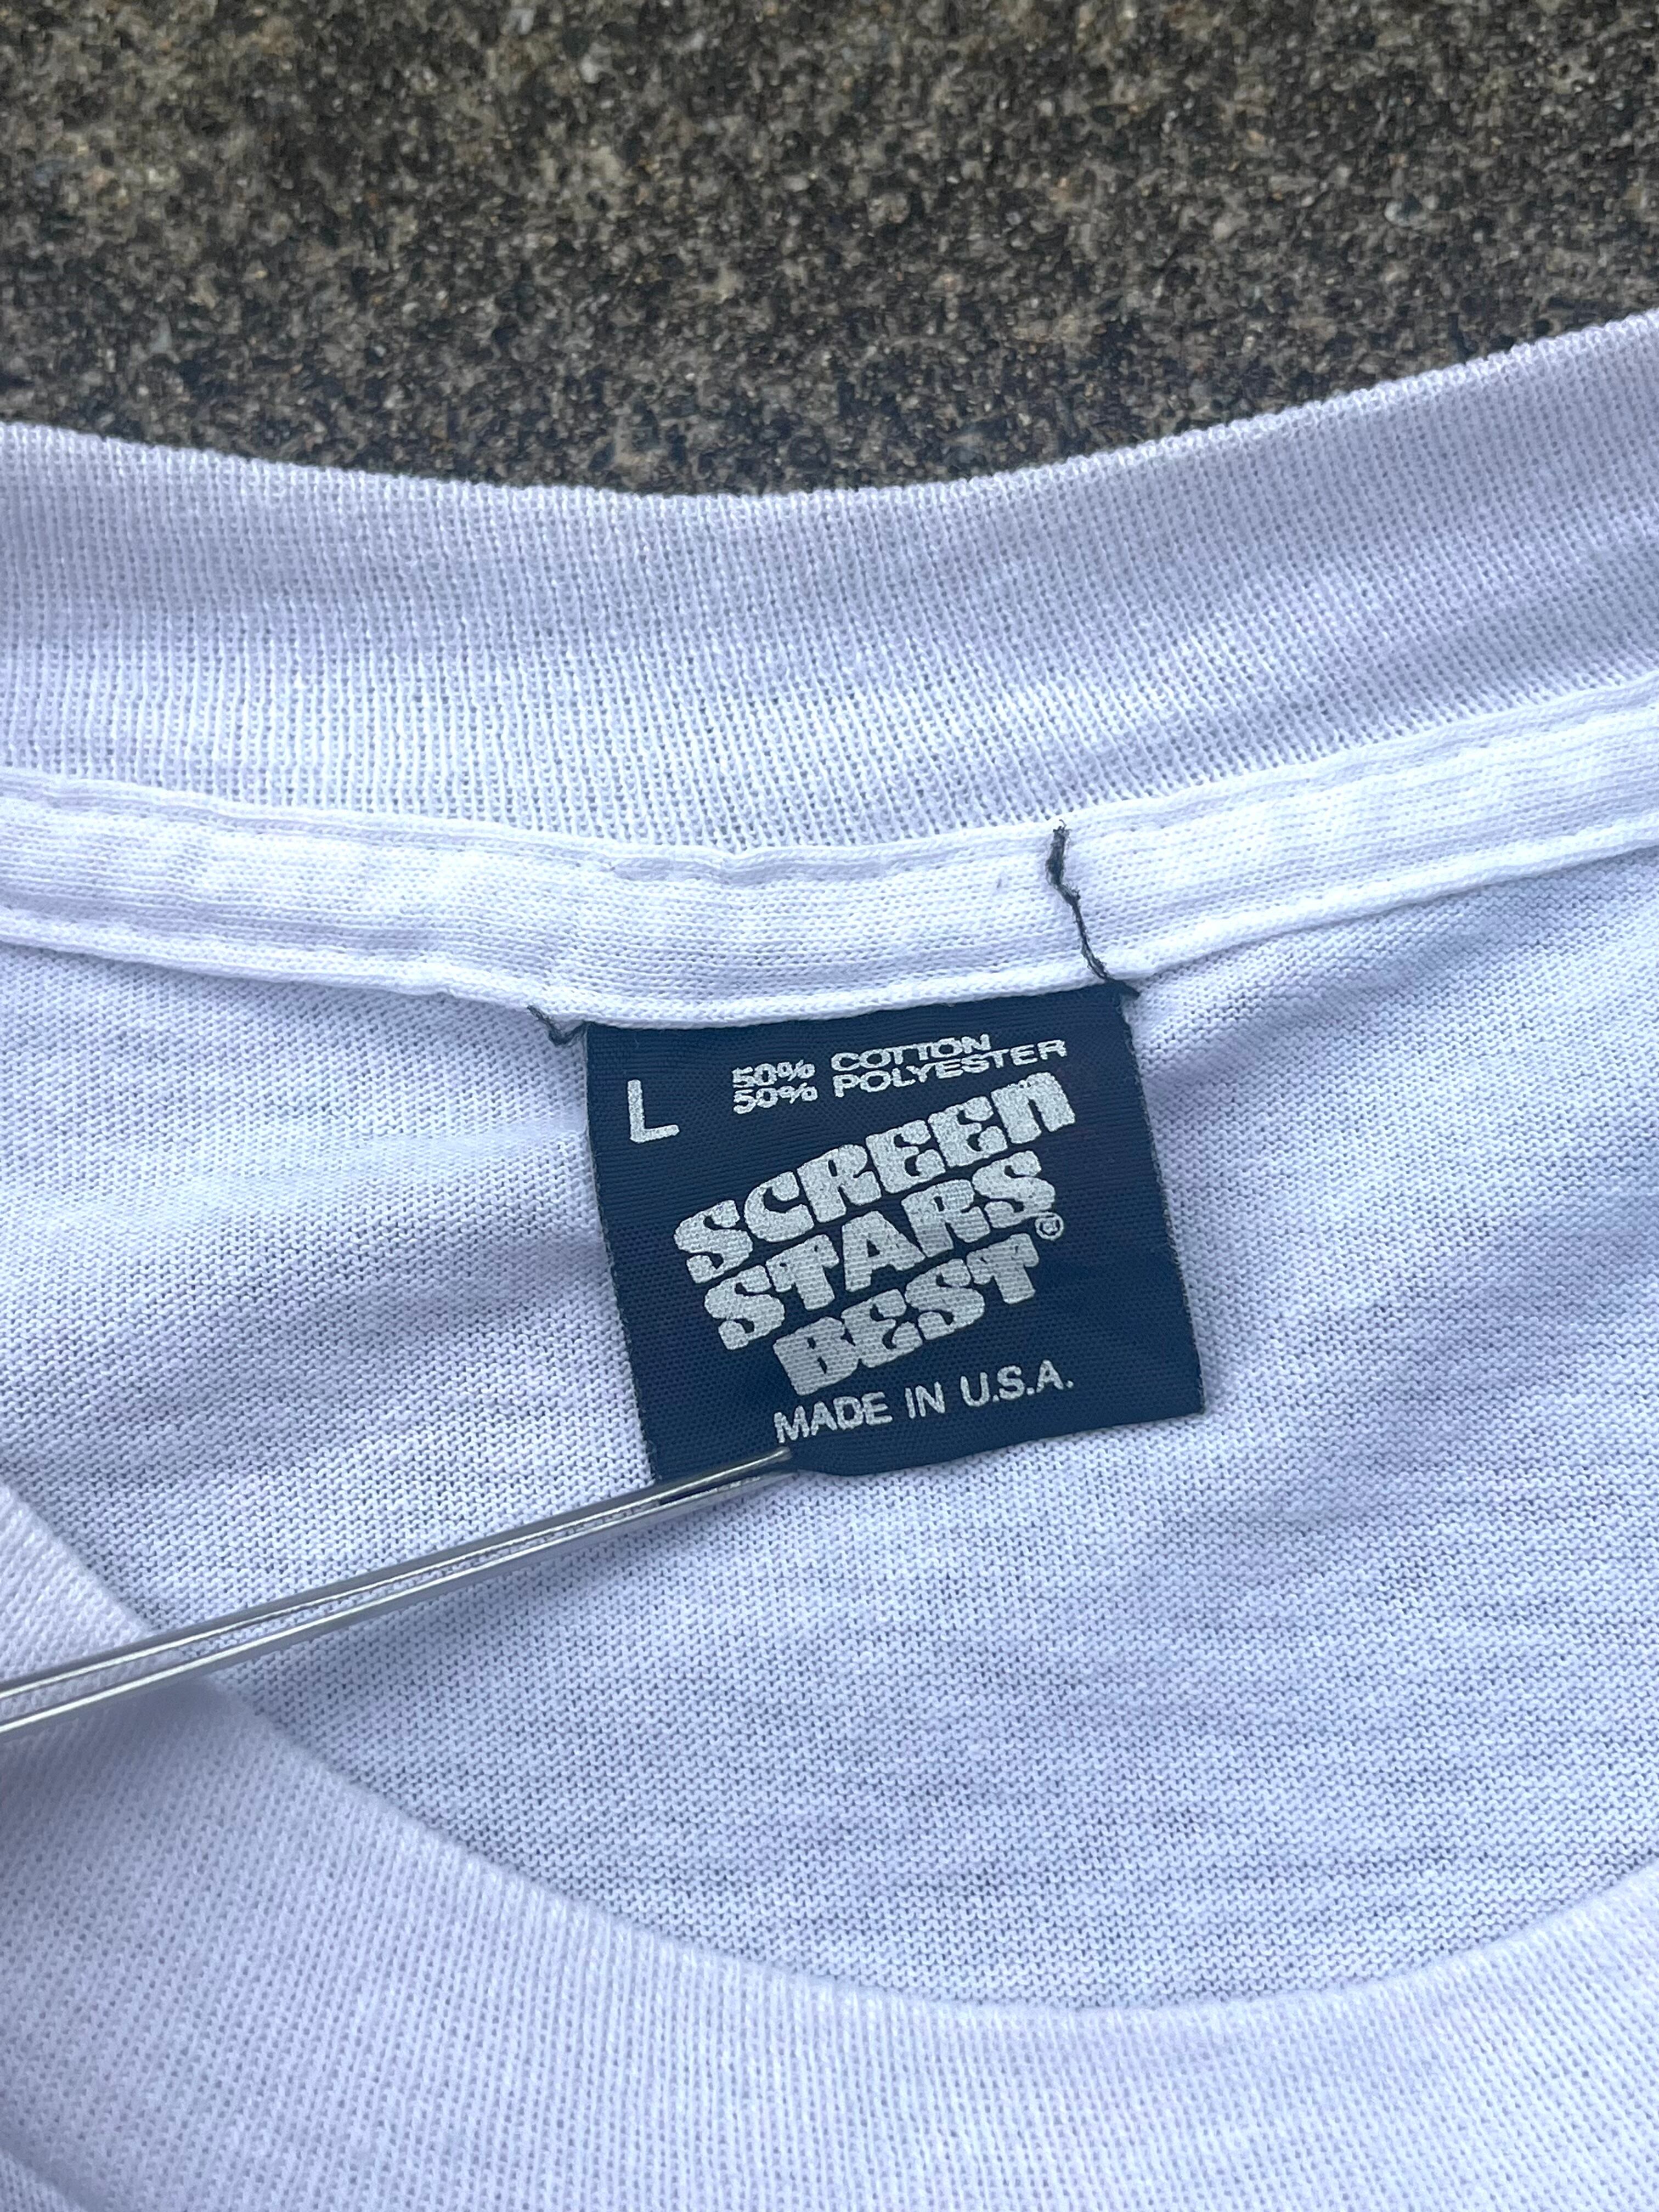 L
50% COTTON
50% POLYESTER
SCREEN
STARS®
BEST
MADE IN U.S.A.